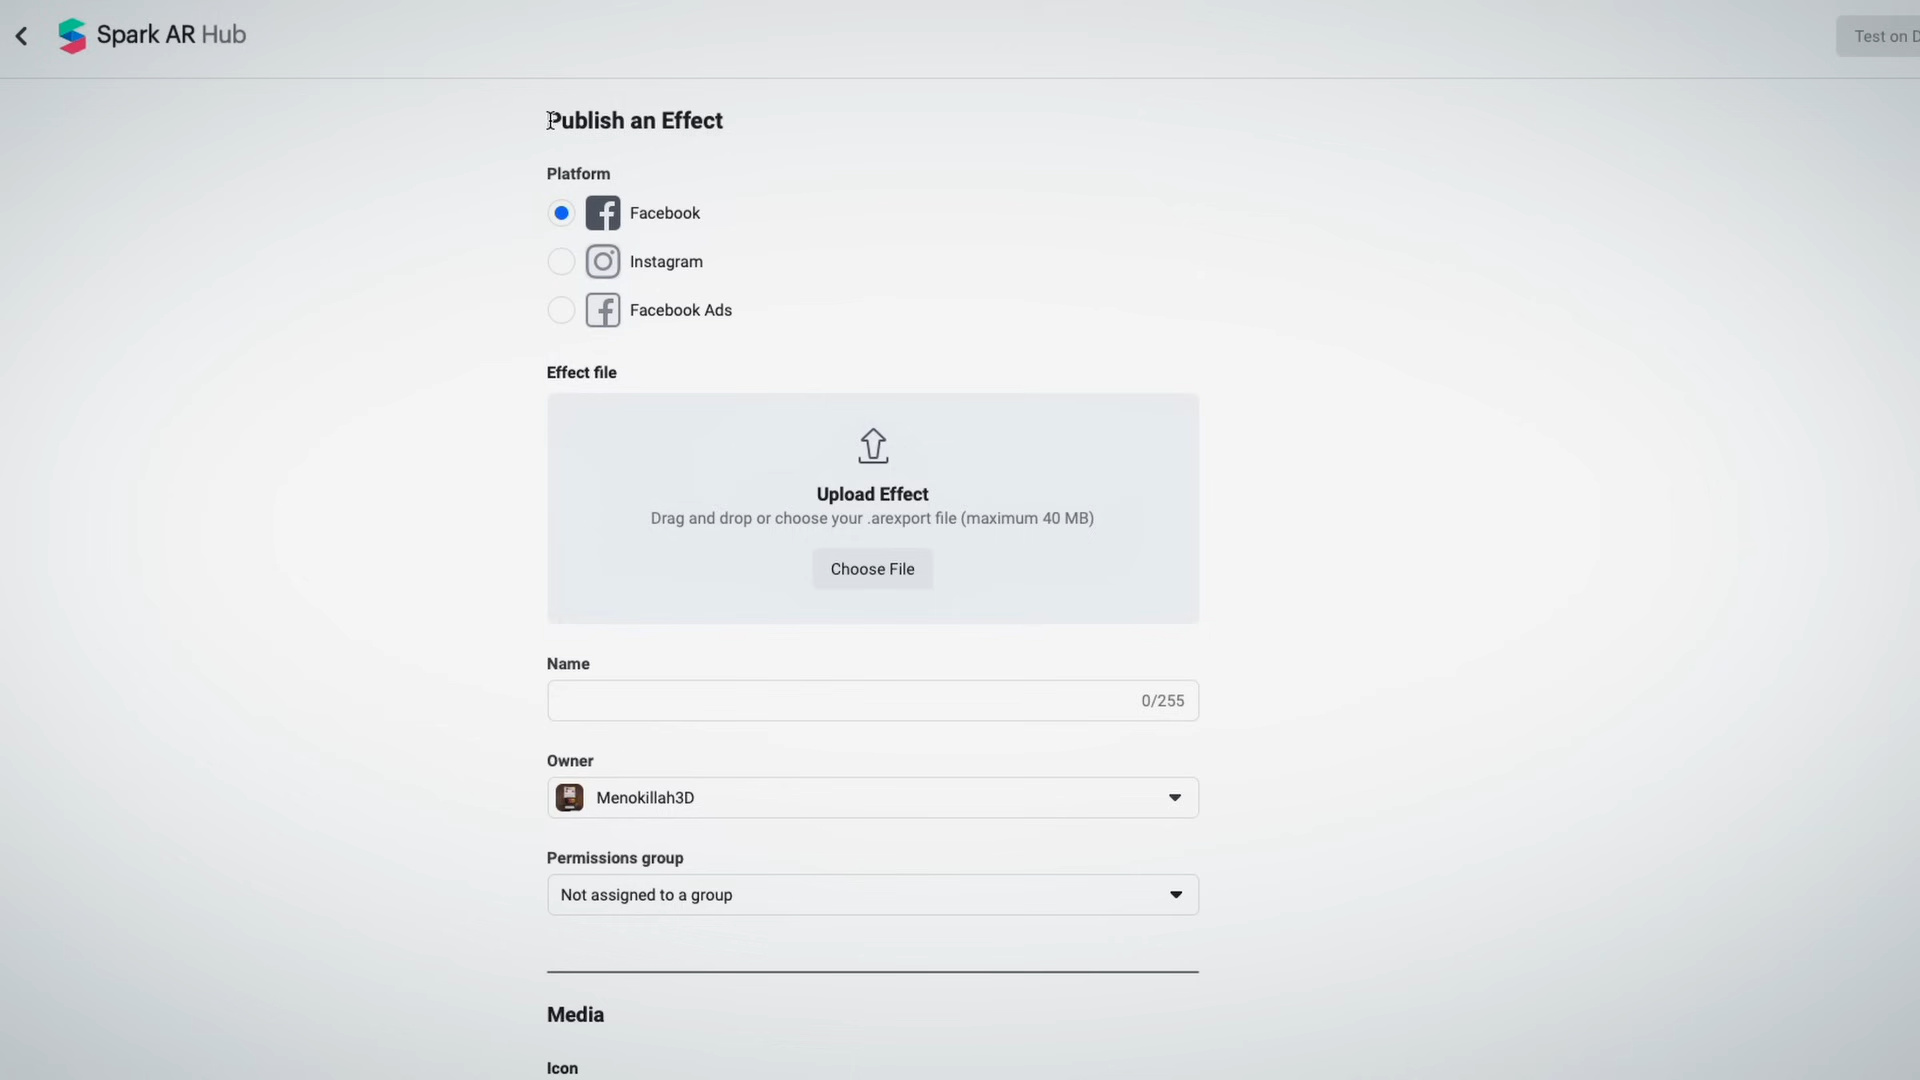 Spark AR Hub
Test on D
Publish an Effect
Platform
Facebook
Instagram
Facebook Ads
Effect file
Upload Effect
Drag and drop or choose your .arexport file (maximum 40 MB)
Choose File
Name
0/255
Owner
Menokillah3D
Permissions group
Not assigned to a group
Media
Icon